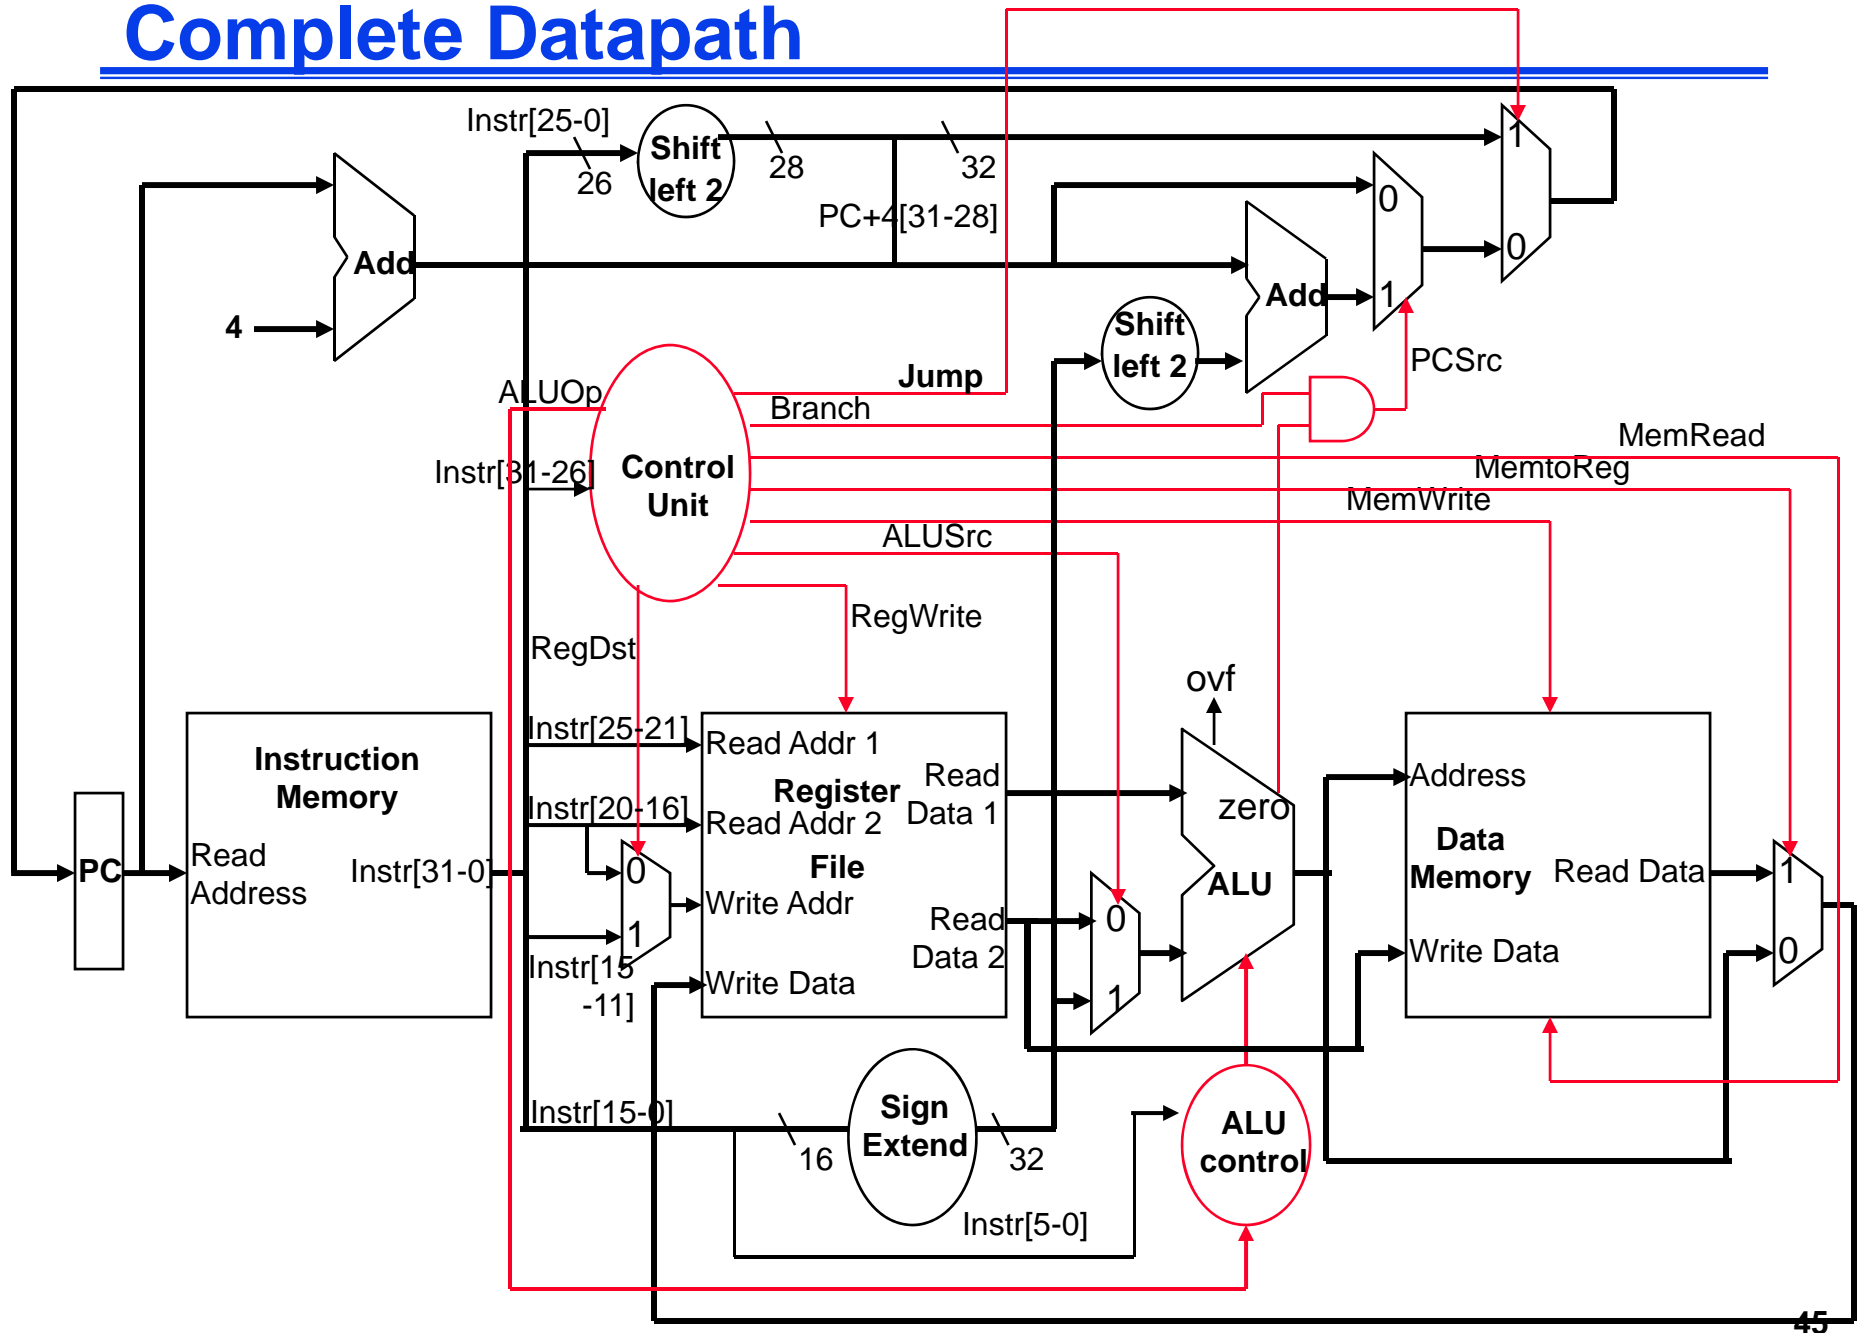 Complete Datapath
Instr[25-0]
Shift
left 2
26
28
32
1
PC+4[31-28]
0
0
Add
Add
1
4
Shift
left 2
PCSrc
ALUOp
Jump
Branch
MemRead
Instr[31-26]
Control
Unit
MemtoReg
MemWrite
ALUSrc
RegWrite
RegDst
ovf
Instr[25-21]
Read Addr 1
Instruction
Memory
Read
Data 1
Register
Address
Instr[20-16]
Read Addr 2
zero
Data
Memory
PC
Read
Address
Instr[31-0]
0
File
ALU
Read Data
1
Write Addr
Read
Data 2
0
1
Write Data
0
Instr[15
-11]
Write Data
1
Instr[15-0]
Sign
Extend
16
32
ALU
control
Instr[5-0]
45